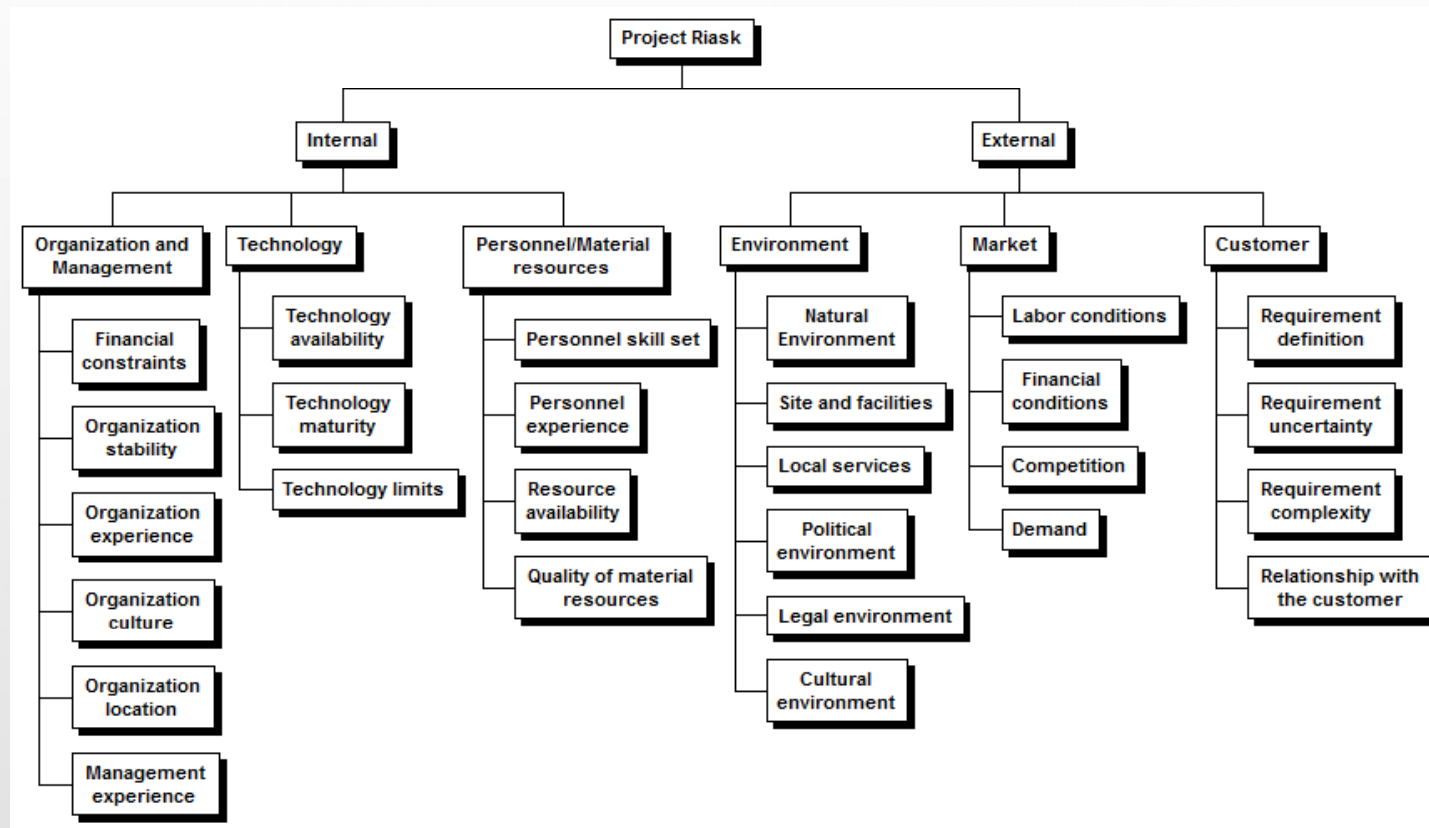 Project Riask
Internal
External
Organization and
Management
Technology
Personnel/Material
resources
Environment
Market
Customer
Financial
constraints
Organization
stability
Organization
experience
Organization
culture
Organization
location
Management
experience
Technology
availability
Technology
maturity
Technology limits
Personnel skill set
Personnel
experience
Resource
availability
Quality of material
resources
Natural
Environment
Site and facilities
Local services
Political
environment
Legal environment
Cultural
environment
Labor conditions
Financial
conditions
Competition
Demand
Requirement
definition
Requirement
uncertainty
Requirement
complexity
Relationship with
the customer